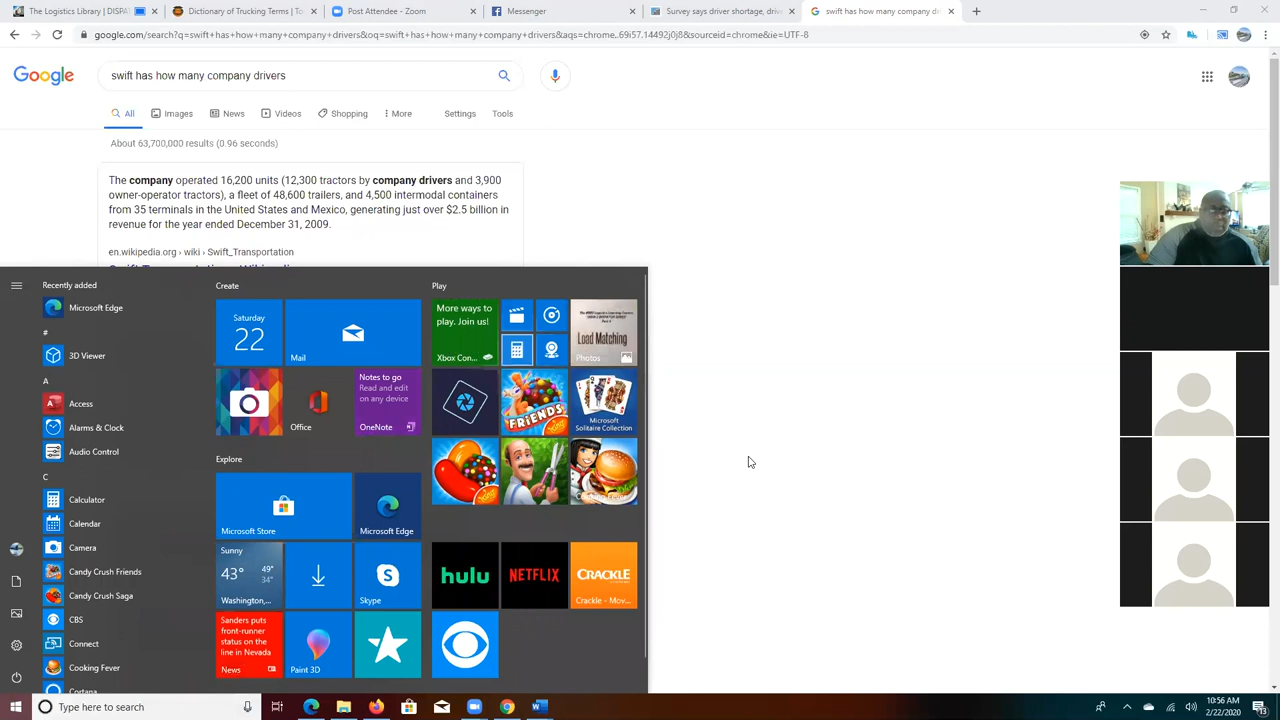 The Logistics Library | DISPA
Dictionary of Trucking Terms | To
Post Attendee - Zoom
Messenger
Survey says driver shortage, drive
swift has how many company dri
google.com/search?q=swift+has+how+many+company+drivers&oq=swift+has+how+many+company+drivers&aqs=chrome..69i57.14492j0j8&sourceid=chrome&ie=UTF-8
Google
swift has how many company drivers
All Images News Videos Shopping More Settings Tools
About 63,700,000 results (0.96 seconds)
The company operated 16,200 units (12,300 tractors by company drivers and 3,900
owner-operator tractors), a fleet of 48,600 trailers, and 4,500 intermodal containers
from 35 terminals in the United States and Mexico, generating just over $2.5 billion in
revenue for the year ended December 31, 2009.
en.wikipedia.org › wiki › Swift_Transportation
Recently added
Microsoft Edge
#
3D Viewer
A
Access
Alarms & Clock
Audio Control
C
Calculator
Calendar
Camera
Candy Crush Friends
Candy Crush Saga
CBS
Connect
Cooking Fever
Cortana
Create
Saturday
22
Mail
Office
Notes to go
Read and edit
on any device
OneNote
Explore
Microsoft Store
Microsoft Edge
Sunny
43° 49°
34°
Washington,...
Skype
Sanders puts
front-runner
status on the
line in Nevada
News
Paint 3D
Play
More ways to
play. Join us!
Xbox Con...
Load Matching
Photos
FRIENDS
Microsoft
Solitaire Collection
hulu
NETFLIX
CRACKLE
Crackle - Mov...
Type here to search
10:56 AM
2/22/2020
13